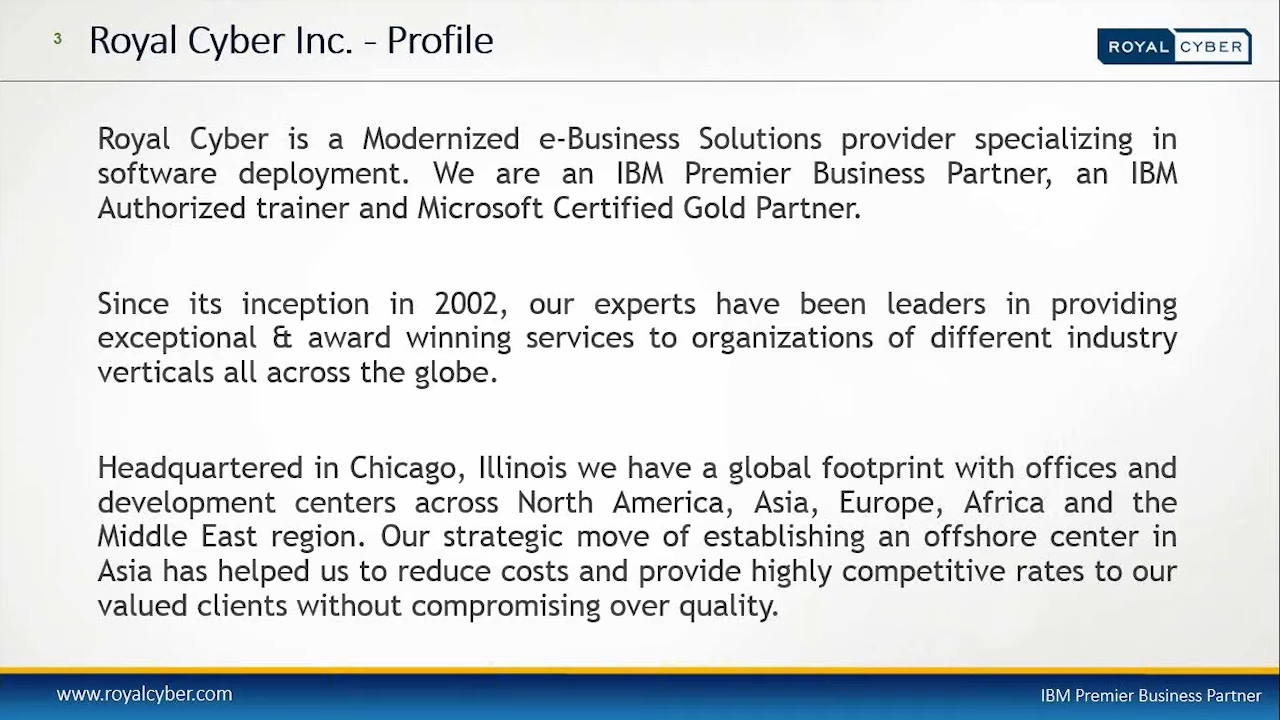 3
Royal Cyber Inc. - Profile
ROYAL CYBER
Royal Cyber is a Modernized e-Business Solutions provider specializing in
software deployment. We are an IBM Premier Business Partner, an IBM
Authorized trainer and Microsoft Certified Gold Partner.
Since its inception in 2002, our experts have been leaders in providing
exceptional & award winning services to organizations of different industry
verticals all across the globe.
Headquartered in Chicago, Illinois we have a global footprint with offices and
development centers across North America, Asia, Europe, Africa and the
Middle East region. Our strategic move of establishing an offshore center in
Asia has helped us to reduce costs and provide highly competitive rates to our
valued clients without compromising over quality.
www.royalcyber.com
IBM Premier Business Partner